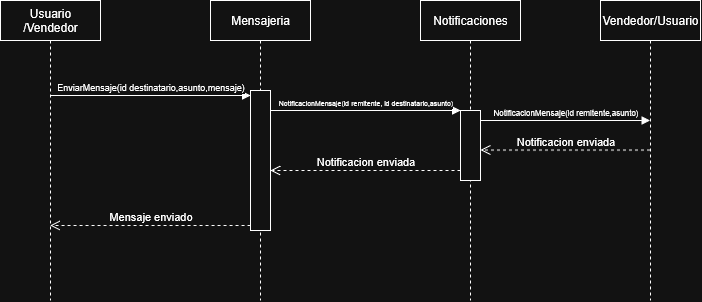 Usuario
/Vendedor
Mensajeria
Notificaciones
Vendedor/Usuario
EnviarMensaje(id destinatario,asunto,mensaje)
NotificacionMensaje(id remitente, id destinatario,asunto)
NotificacionMensaje(id remitente,asunto)
Notificacion enviada
Notificacion enviada
Mensaje enviado